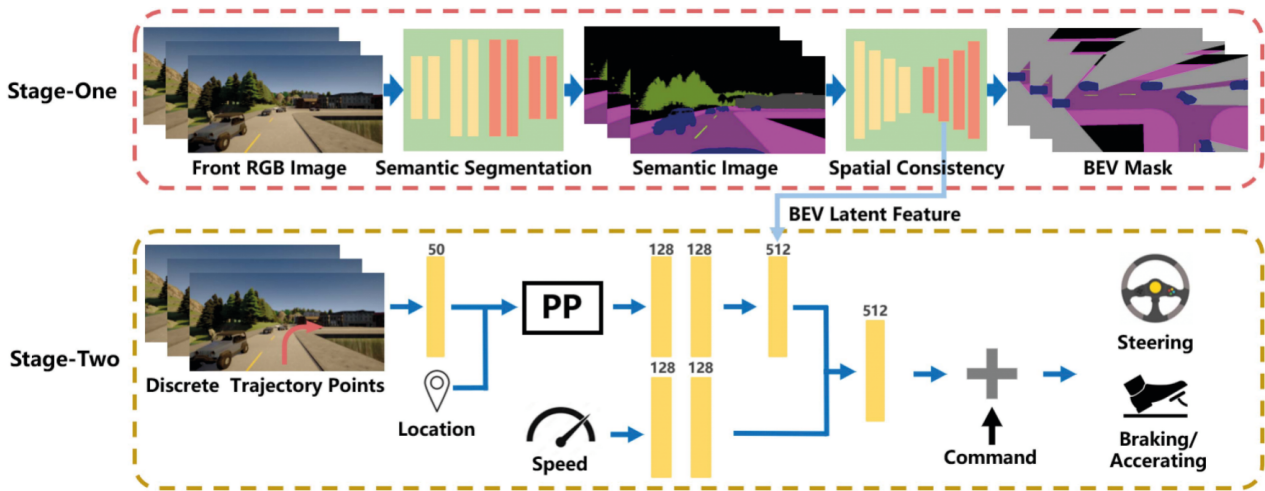 Stage-One
Front RGB Image
Semantic Segmentation
Semantic Image
Spatial Consistency
BEV Mask
BEV Latent Feature
Stage-Two
Discrete Trajectory Points
50
Location
PP
128 128
512
Speed
128 128
512
Command
Steering
Braking/
Accerating